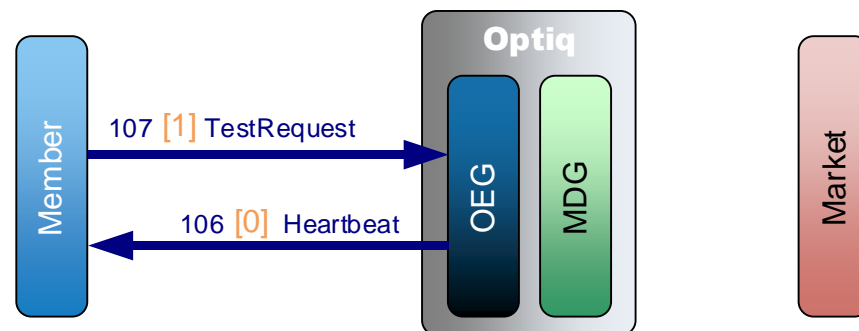 Optiq
Member
107 [1] TestRequest
106 [0] Heartbeat
OEG
MDG
Market